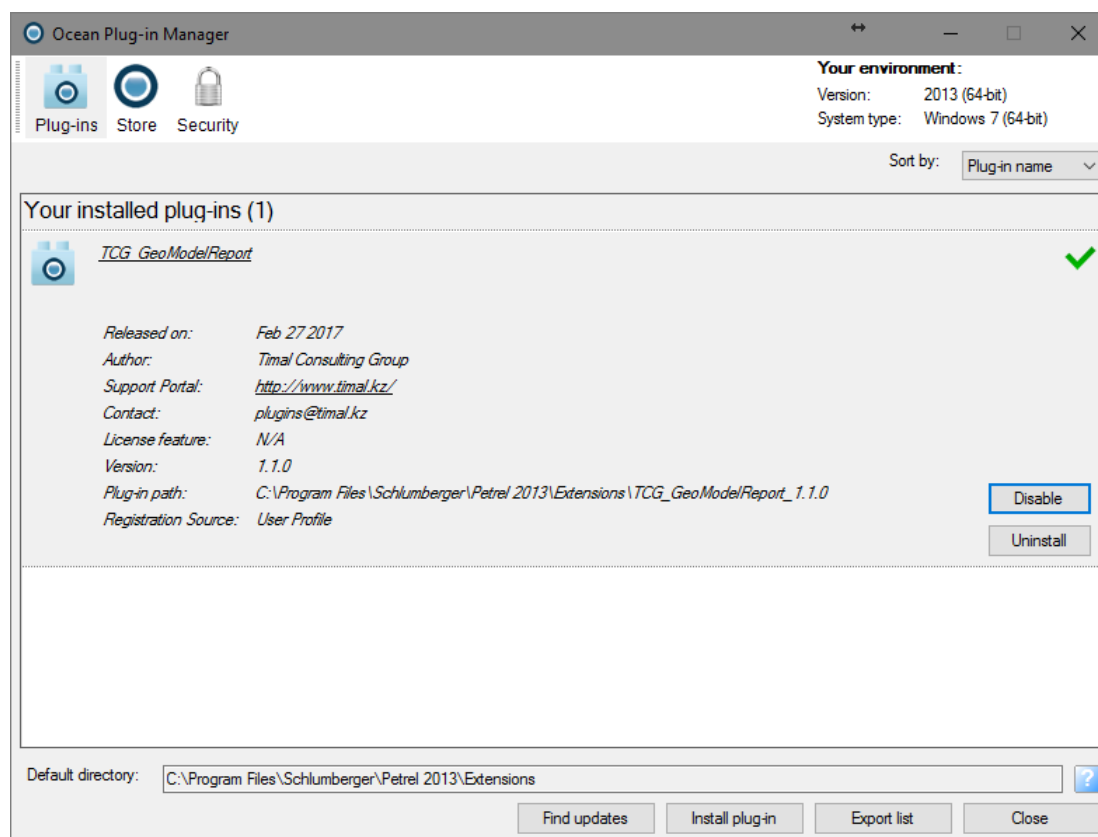 Ocean Plug-in Manager
Plug-ins Store Security
Your environment:
Version: 2013 (64-bit)
System type: Windows 7 (64-bit)
Sort by: Plug-in name
Your installed plug-ins (1)
TCG_GeoModelReport
Released on: Feb 27 2017
Author: Timal Consulting Group
Support Portal: http://www.timal.kz/
Contact: plugins@timal.kz
License feature: N/A
Version: 1.1.0
Plug-in path: C:\Program Files\Schlumberger\Petrel 2013\Extensions\TCG_GeoModelReport_1.1.0
Registration Source: User Profile
Disable
Uninstall
Default directory: C:\Program Files\Schlumberger\Petrel 2013\Extensions
?
Find updates Install plug-in Export list Close